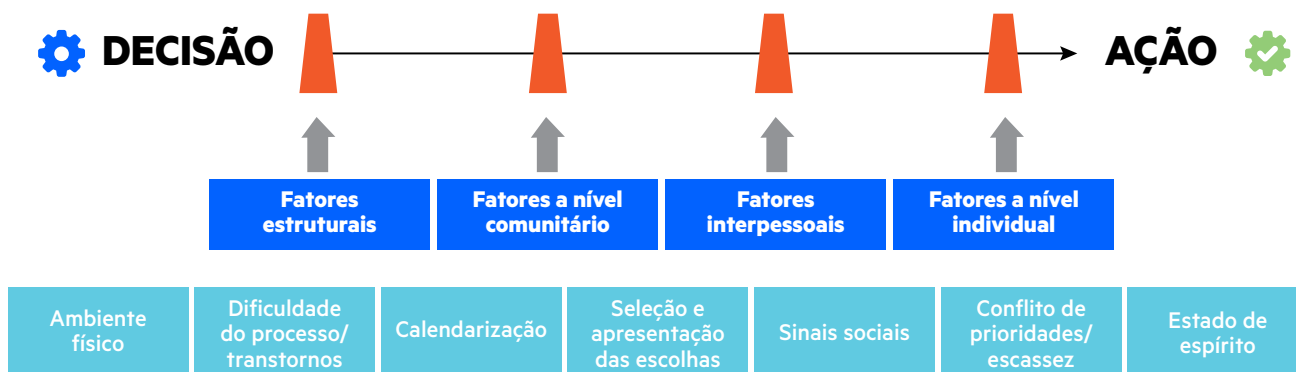 DECISÃO
AÇÃO
Fatores
estruturais
Fatores a nível
comunitário
Fatores
interpessoais
Fatores a nível
individual
Ambiente
físico
Dificuldade
do processo/
transtornos
Calendarização
Seleção e
apresentação
das escolhas
Sinais sociais
Conflito de
prioridades/
escassez
Estado de
espírito